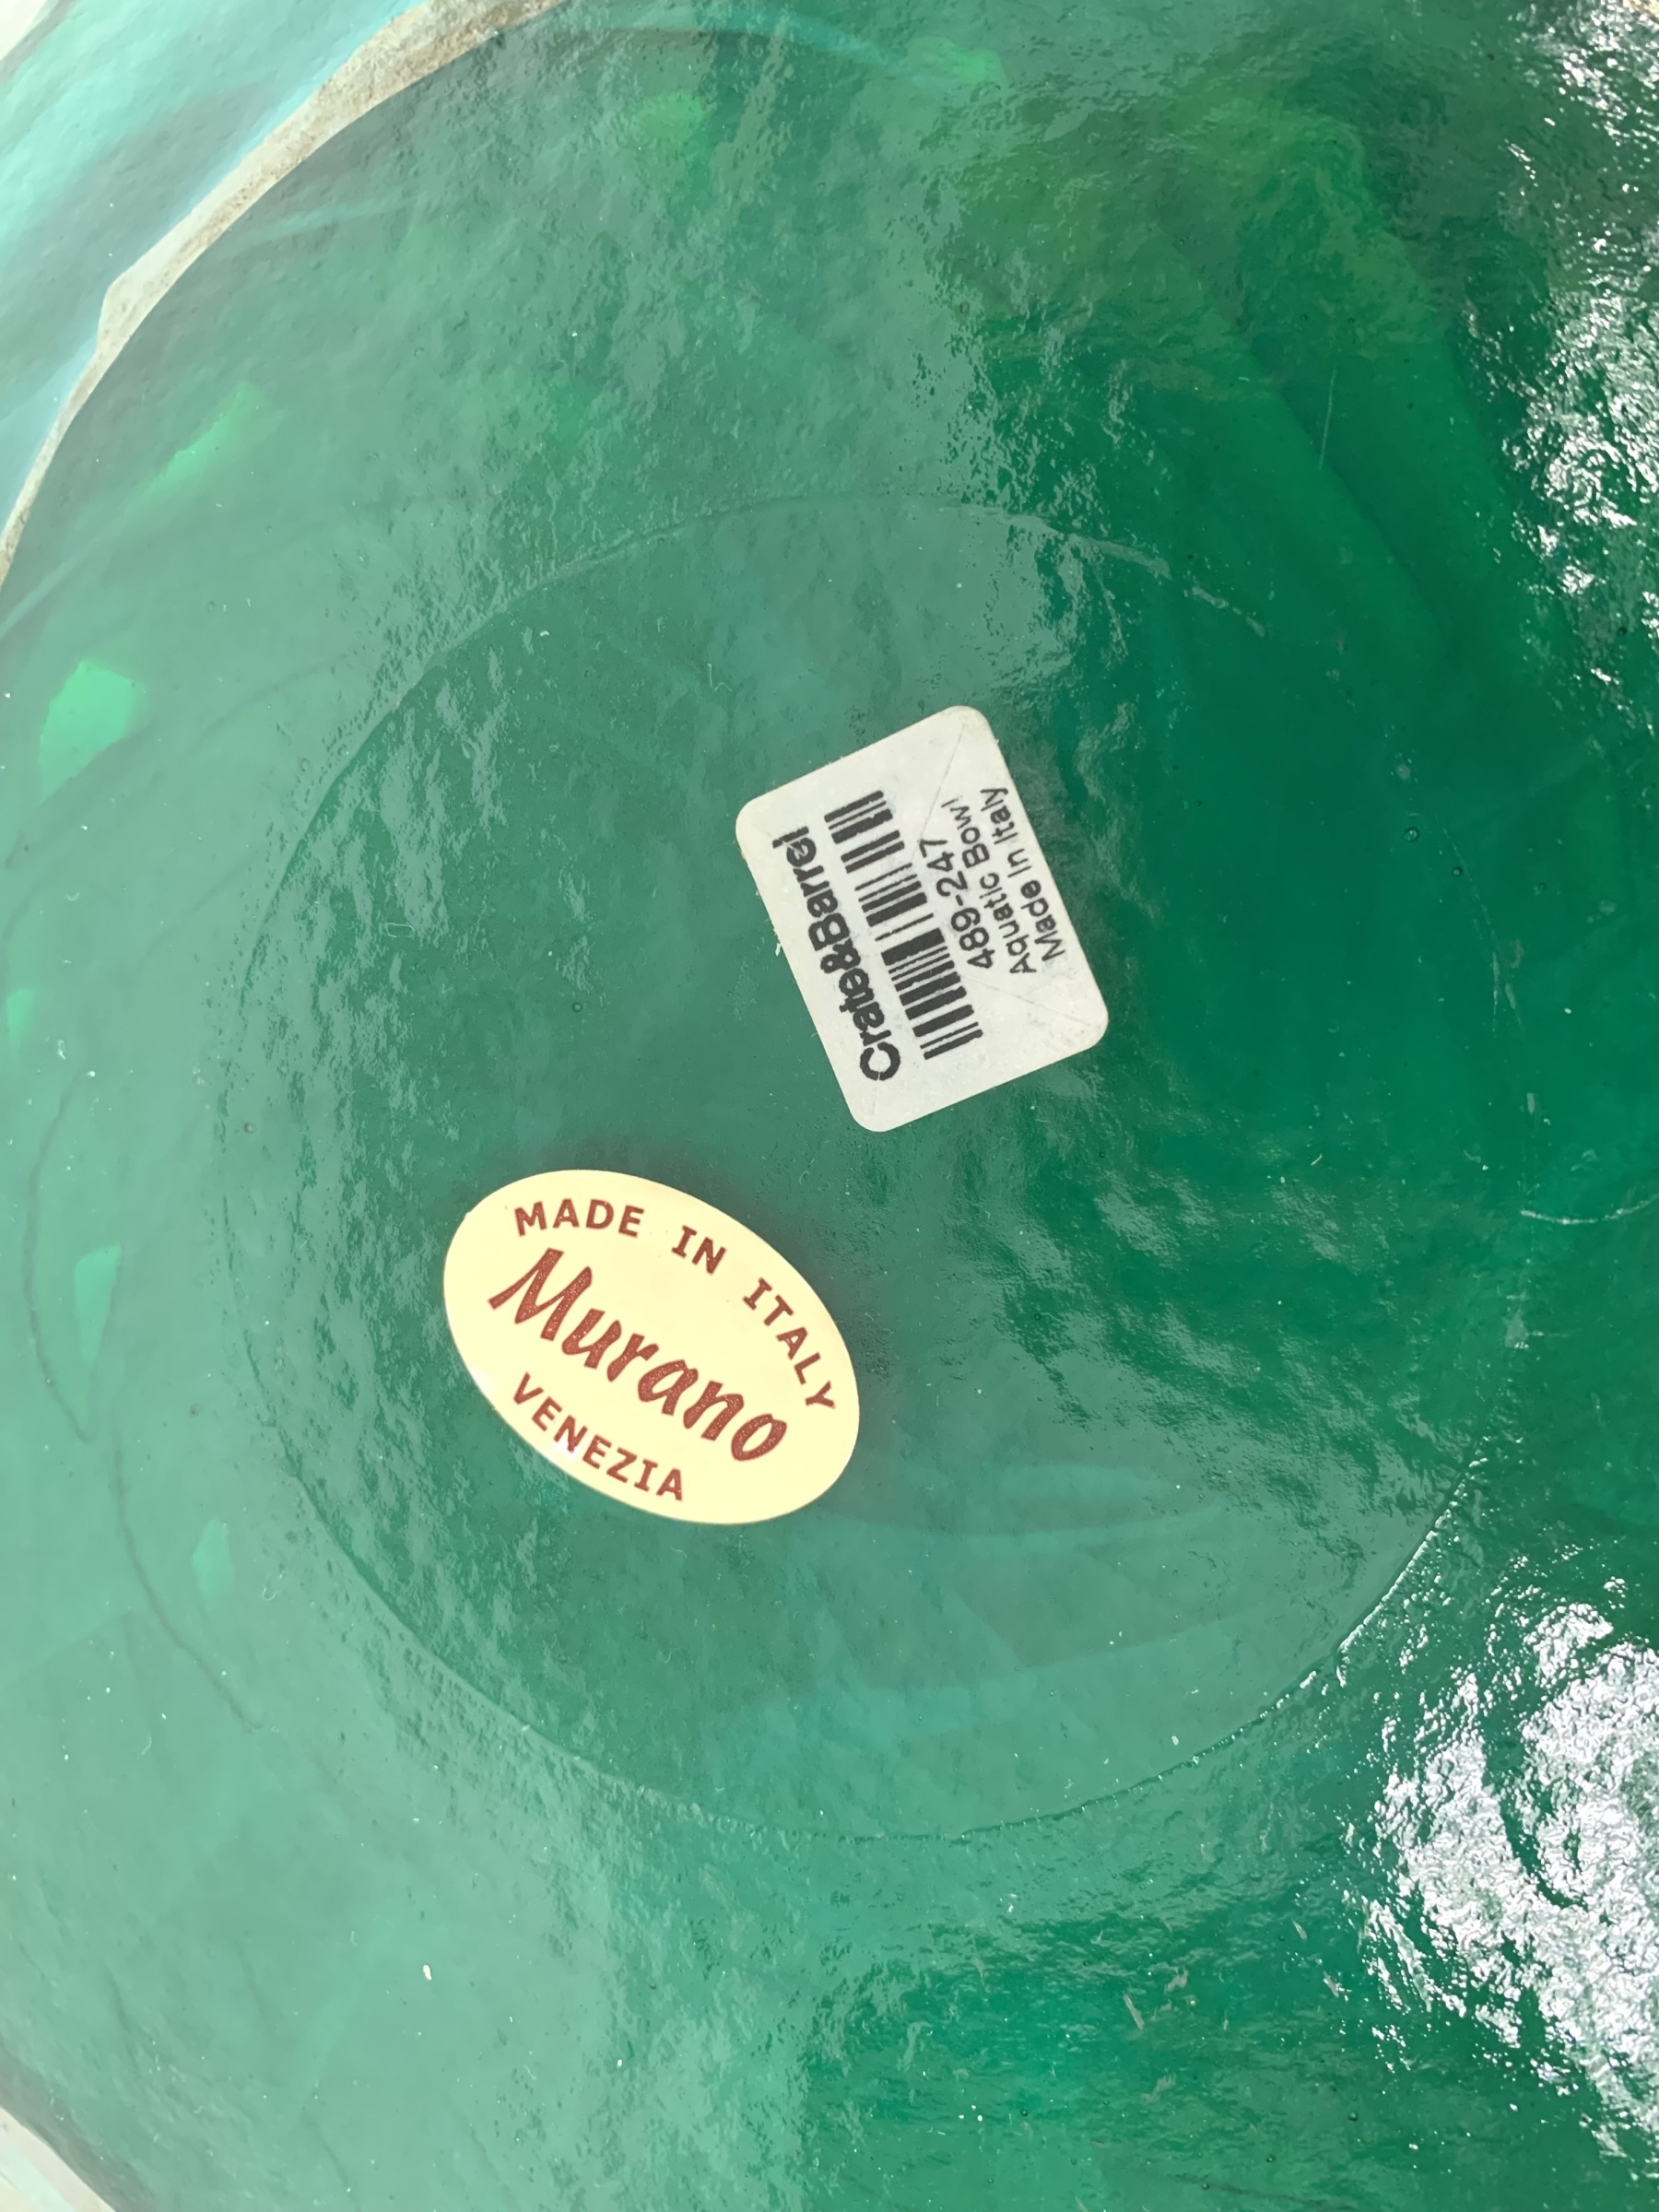 Crate&Barrel
489-247
Aquatic Bowl
Made in Italy
MADE IN ITALY
Murano
VENEZIA